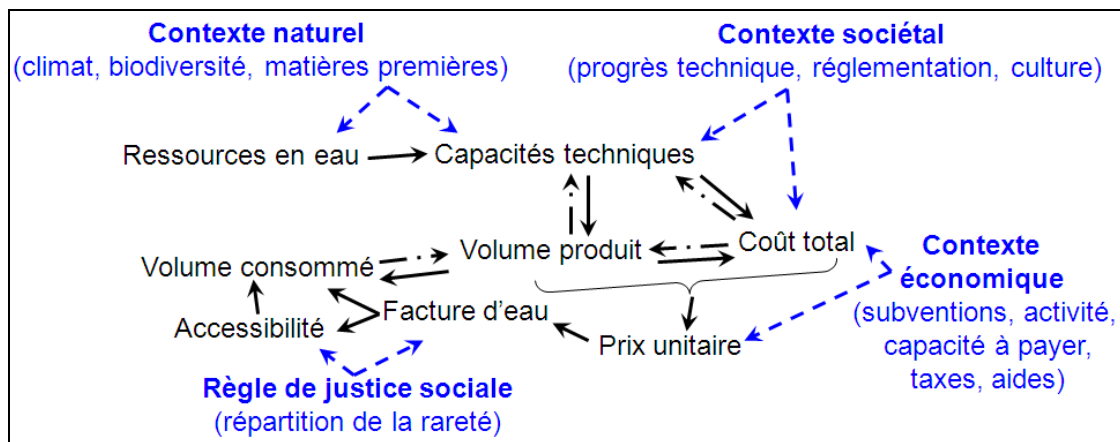 Contexte naturel
(climat, biodiversité, matières premières)
Contexte sociétal
(progrès technique, réglementation, culture)
Ressources en eau
Capacités techniques
Volume consommé
Volume produit
Coût total
Contexte
économique
(subventions, activité,
capacité à payer,
taxes, aides)
Accessibilité
Facture d'eau
Prix unitaire
Règle de justice sociale
(répartition de la rareté)